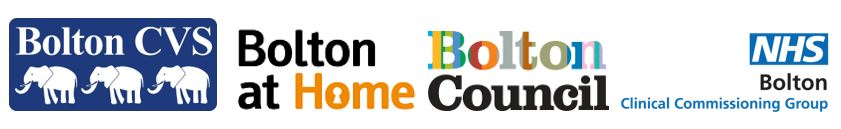 Bolton CVS
Bolton
at Home
Bolton
Council
NHS
Bolton
Clinical Commissioning Group